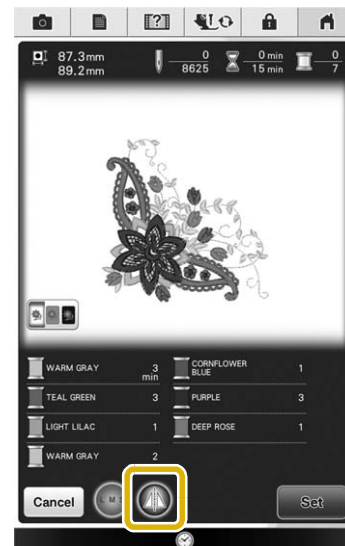 87.3mm
89.2mm
0
8625
0 min
15 min
0
7
WARM GRAY 3
min
CORNFLOWER
BLUE 1
TEAL GREEN 3
PURPLE 3
LIGHT LILAC 1
DEEP ROSE 1
WARM GRAY 2
Cancel
L M S
Set